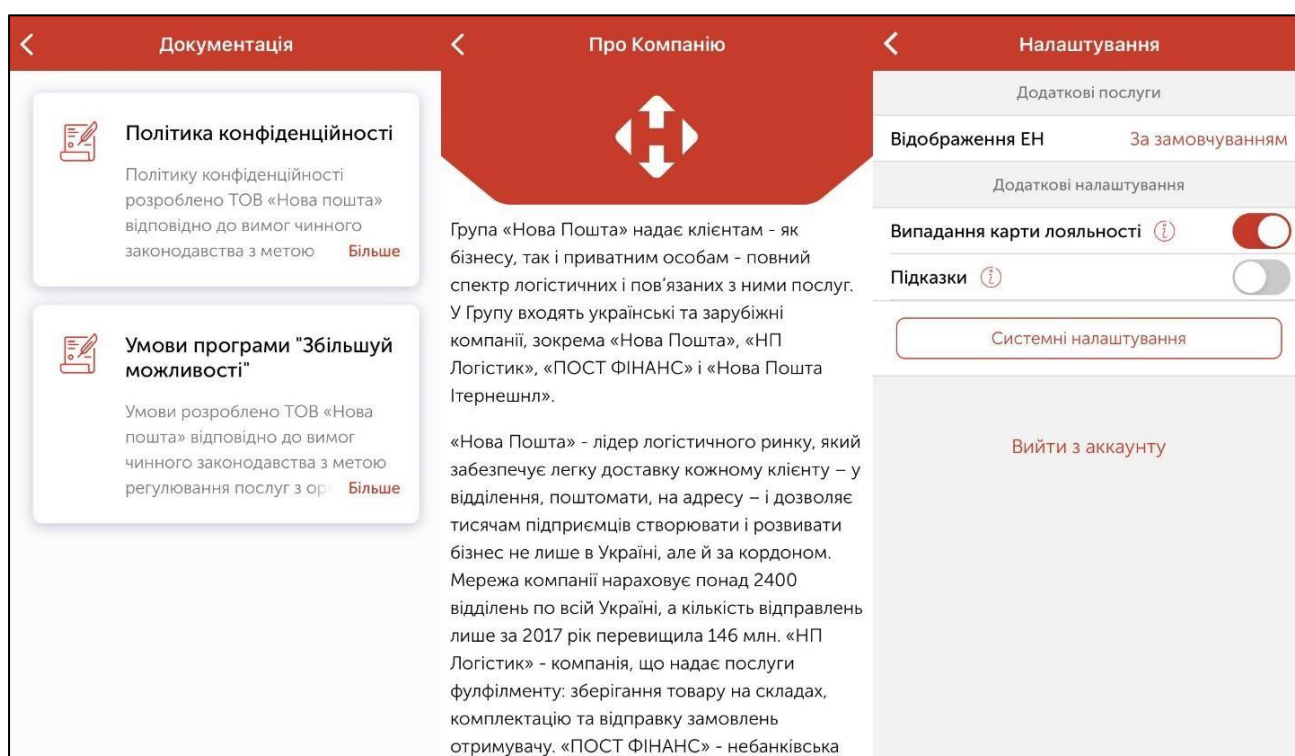 Документація
Політика конфіденційності
Політику конфіденційності
розроблено ТОВ «Нова пошта»
відповідно до вимог чинного
законодавства з метою Більше
Умови програми "Збільшуй
можливості"
Умови розроблено ТОВ «Нова
пошта» відповідно до вимог
чинного законодавства з метою
регулювання послуг з ор Більше
Про Компанію
Група «Нова Пошта» надає клієнтам - як
бізнесу, так і приватним особам - повний
спектр логістичних і пов’язаних з ними послуг.
У Групу входять українські та зарубіжні
компанії, зокрема «Нова Пошта», «НП
Логістик», «ПОСТ ФІНАНС» і «Нова Пошта
Ітернешнл».
«Нова Пошта» - лідер логістичного ринку, який
забезпечує легку доставку кожному клієнту – у
відділення, поштомати, на адресу – і дозволяє
тисячам підприємців створювати і розвивати
бізнес не лише в Україні, але й за кордоном.
Мережа компанії нараховує понад 2400
відділень по всій Україні, а кількість відправлень
лише за 2017 рік перевищила 146 млн. «НП
Логістик» - компанія, що надає послуги
фулфілменту: зберігання товару на складах,
комплектацію та відправку замовлень
отримувачу. «ПОСТ ФІНАНС» - небанківська
Налаштування
Додаткові послуги
Відображення ЕН За замовчуванням
Додаткові налаштування
Випадання карти лояльності
Підказки
Системні налаштування
Вийти з аккаунту